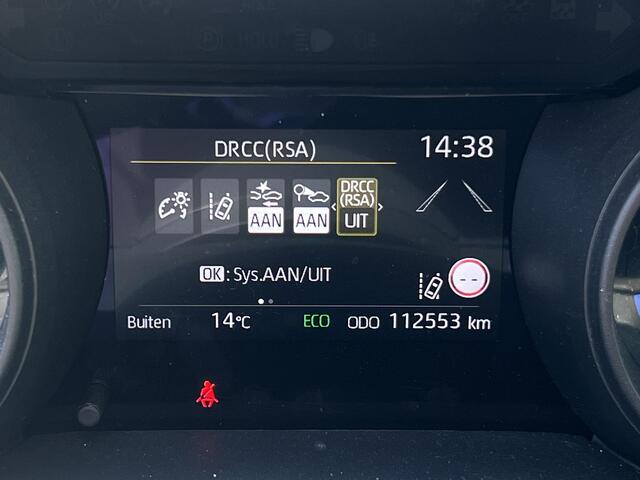 HOLD
DRCC(RSA) 14:38
AAN AAN DRCC (RSA) UIT
OK : Sys.AAN/UIT
--
Buiten 14°C ECO ODO 112553 km